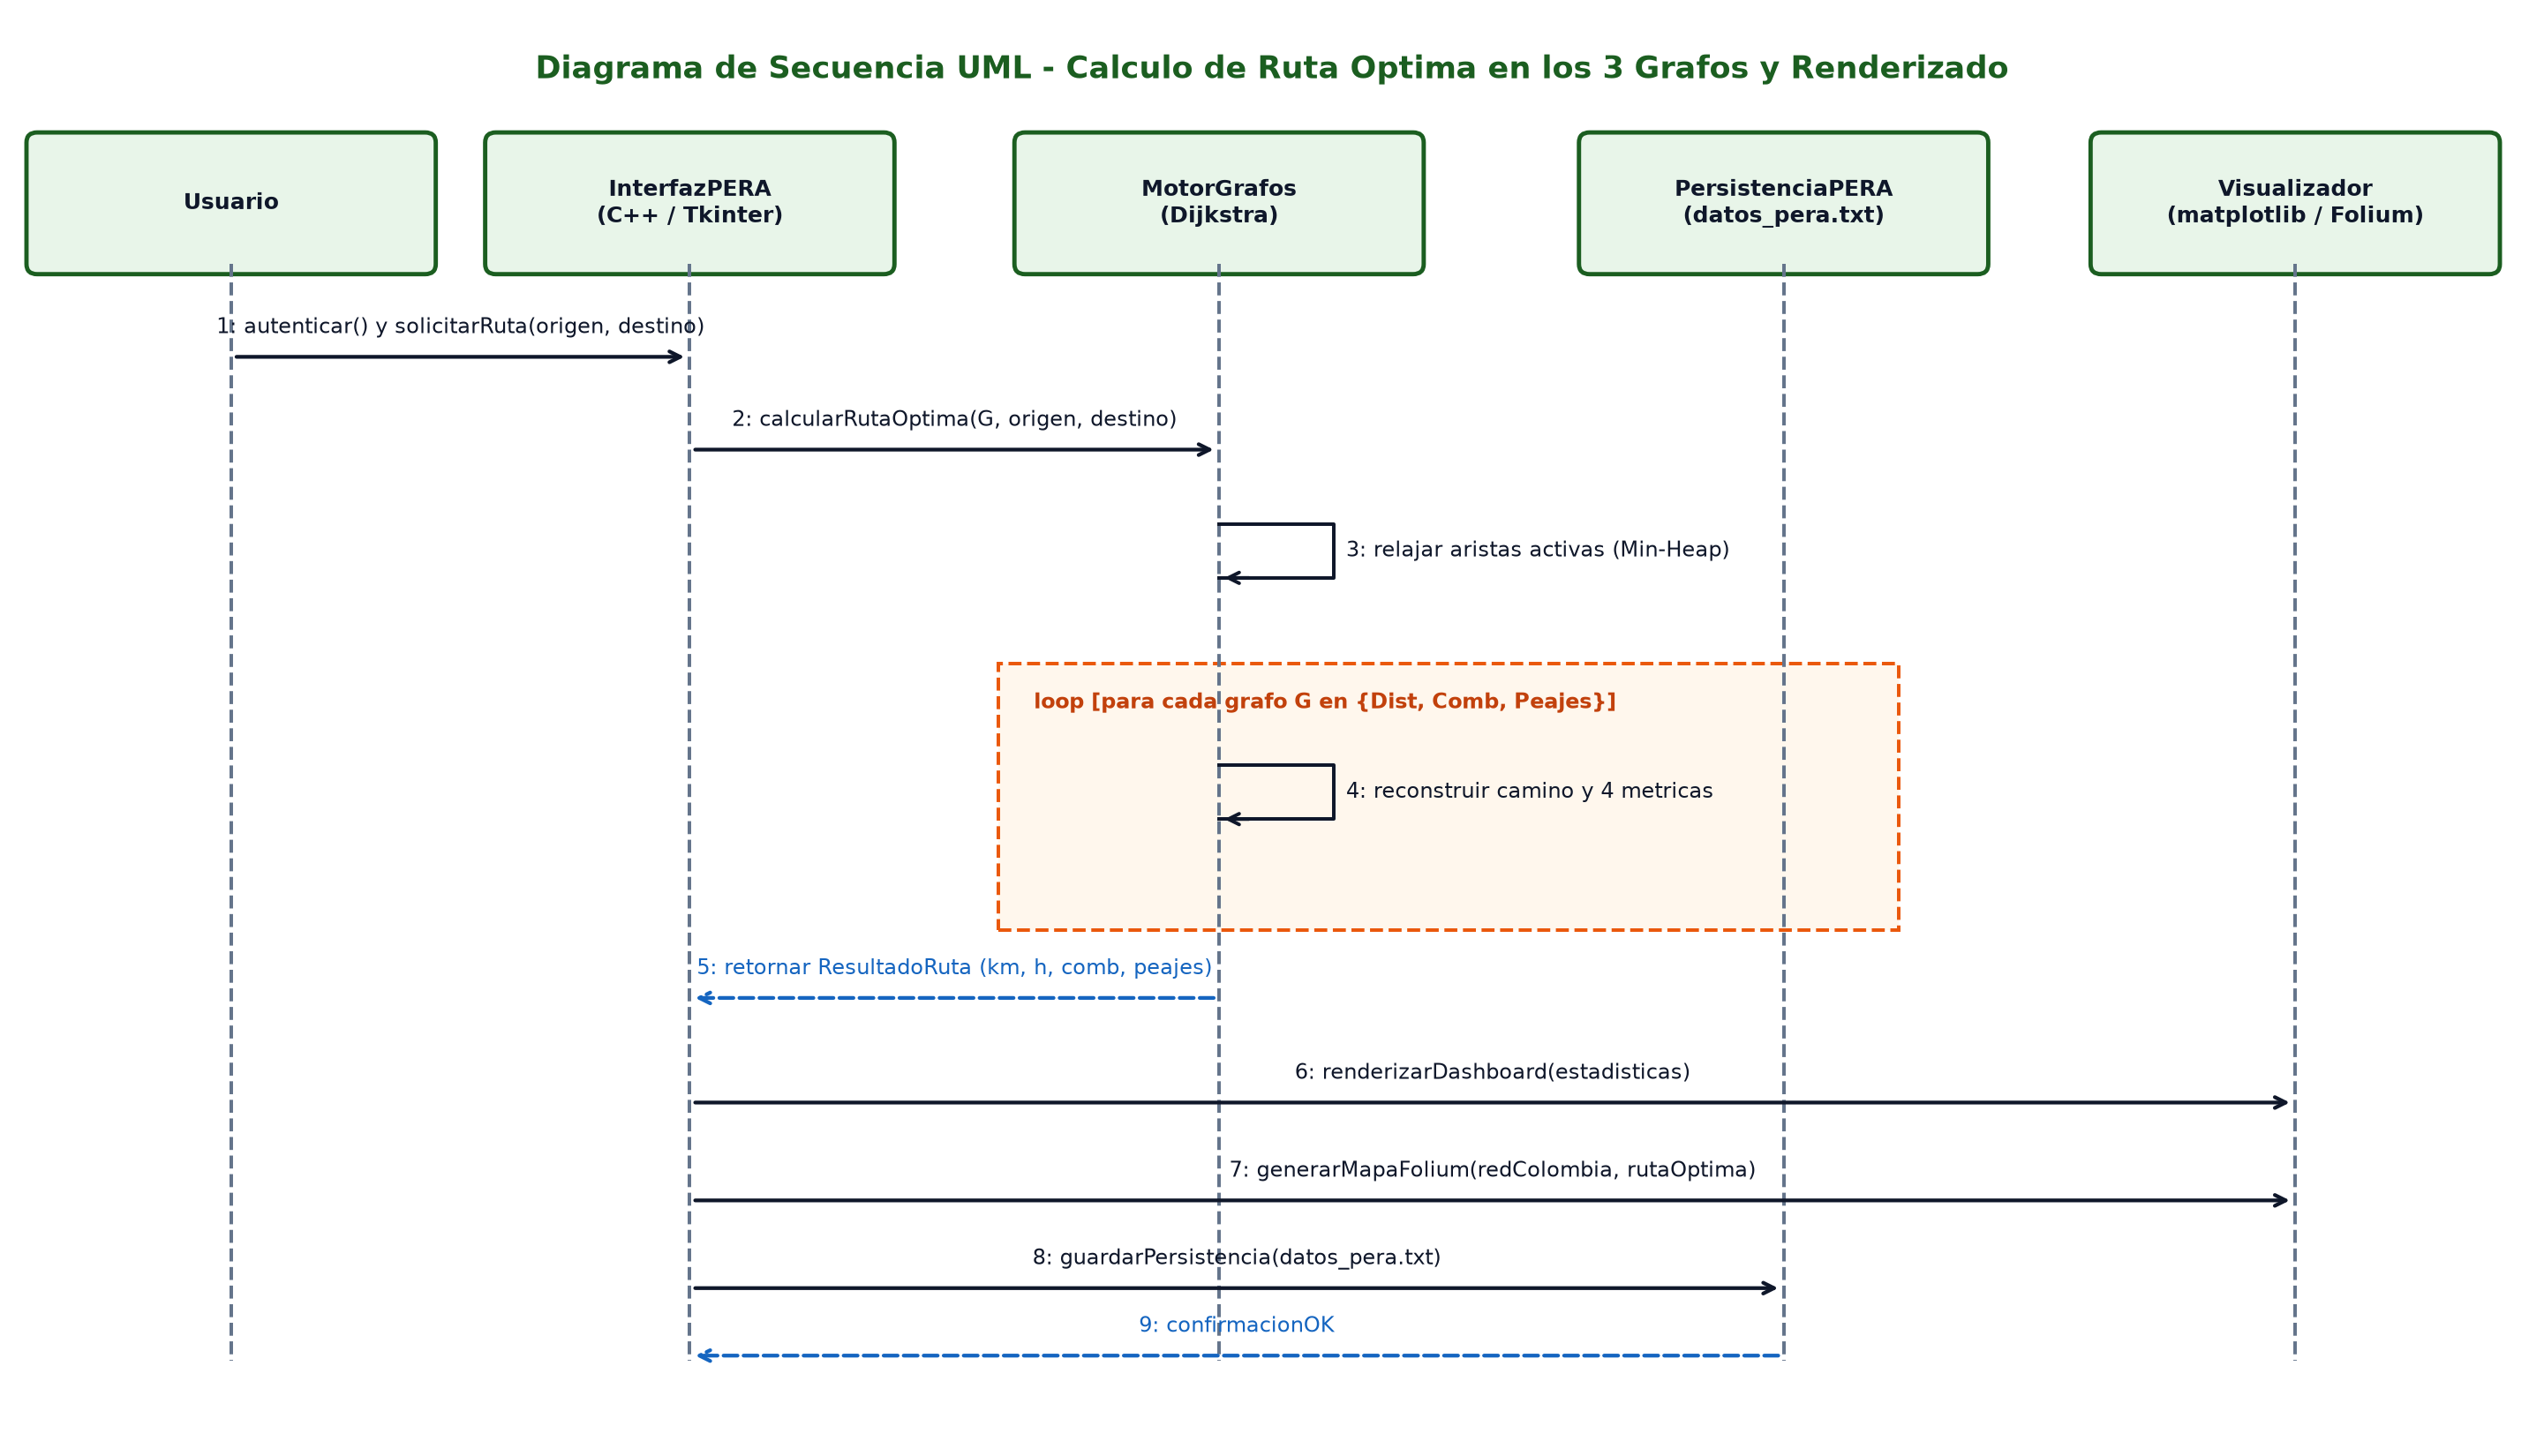 Diagrama de Secuencia UML - Calculo de Ruta Optima en los 3 Grafos y Renderizado
Usuario
InterfazPERA
(C++ / Tkinter)
MotorGrafos
(Dijkstra)
PersistenciaPERA
(datos_pera.txt)
Visualizador
(matplotlib / Folium)
1: autenticar() y solicitarRuta(origen, destino)
2: calcularRutaOptima(G, origen, destino)
3: relajar aristas activas (Min-Heap)
loop [para cada grafo G en {Dist, Comb, Peajes}]
4: reconstruir camino y 4 metricas
5: retornar ResultadoRuta (km, h, comb, peajes)
6: renderizarDashboard(estadisticas)
7: generarMapaFolium(redColombia, rutaOptima)
8: guardarPersistencia(datos_pera.txt)
9: confirmacionOK